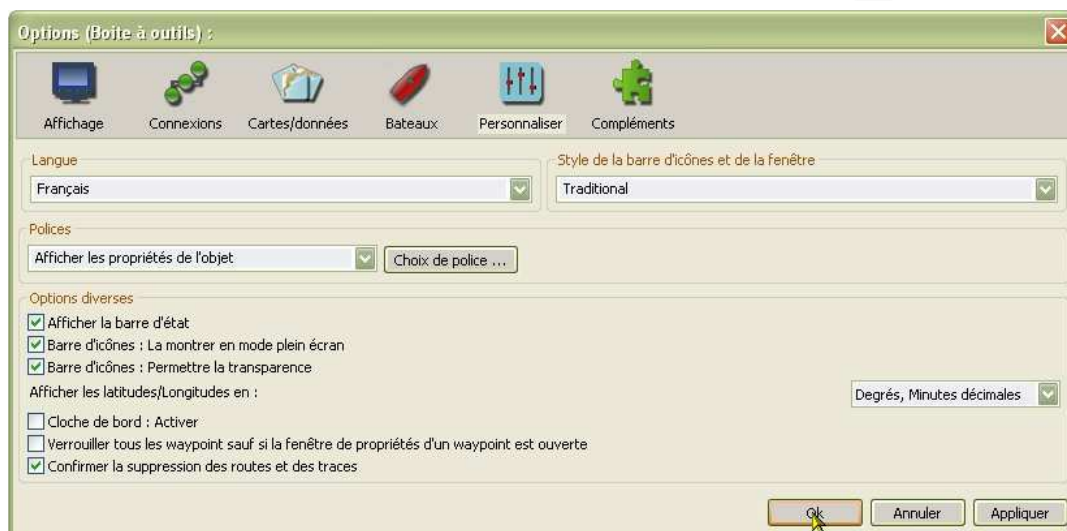 Options (Boite à outils) :
Affichage Connexions Cartes/données Bateaux Personnaliser Compléments
Langue Style de la barre d'icônes et de la fenêtre
Français Traditional
Polices
Afficher les propriétés de l'objet Choix de police ...
Options diverses
Afficher la barre d'état
Barre d'icônes : La montrer en mode plein écran
Barre d'icônes : Permettre la transparence
Afficher les latitudes/Longitudes en : Degrés, Minutes décimales
Cloche de bord : Activer
Verrouiller tous les waypoint sauf si la fenêtre de propriétés d'un waypoint est ouverte
Confirmer la suppression des routes et des traces
Ok Annuler Appliquer